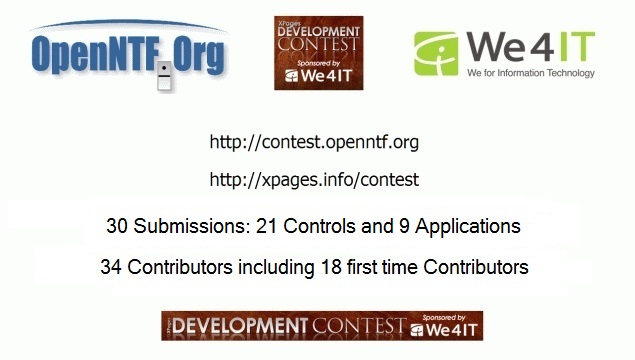 OpenNTF.Org
XPages
DEVELOPMENT
CONTEST
Sponsored by
We4IT
We4IT
We for Information Technology
http://contest.openntf.org
http://xpages.info/contest
30 Submissions: 21 Controls and 9 Applications
34 Contributors including 18 first time Contributors
XPages DEVELOPMENT CONTEST Sponsored by
We4IT